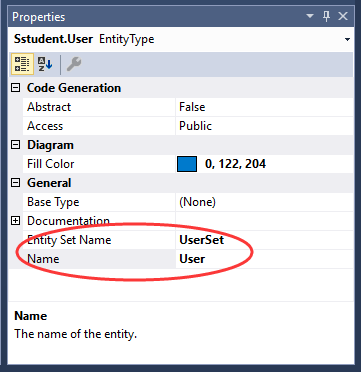 Properties
Sstudent.User EntityType
Code Generation
Abstract False
Access Public
Diagram
Fill Color 0, 122, 204
General
Base Type (None)
Documentation
Entity Set Name UserSet
Name User
Name
The name of the entity.